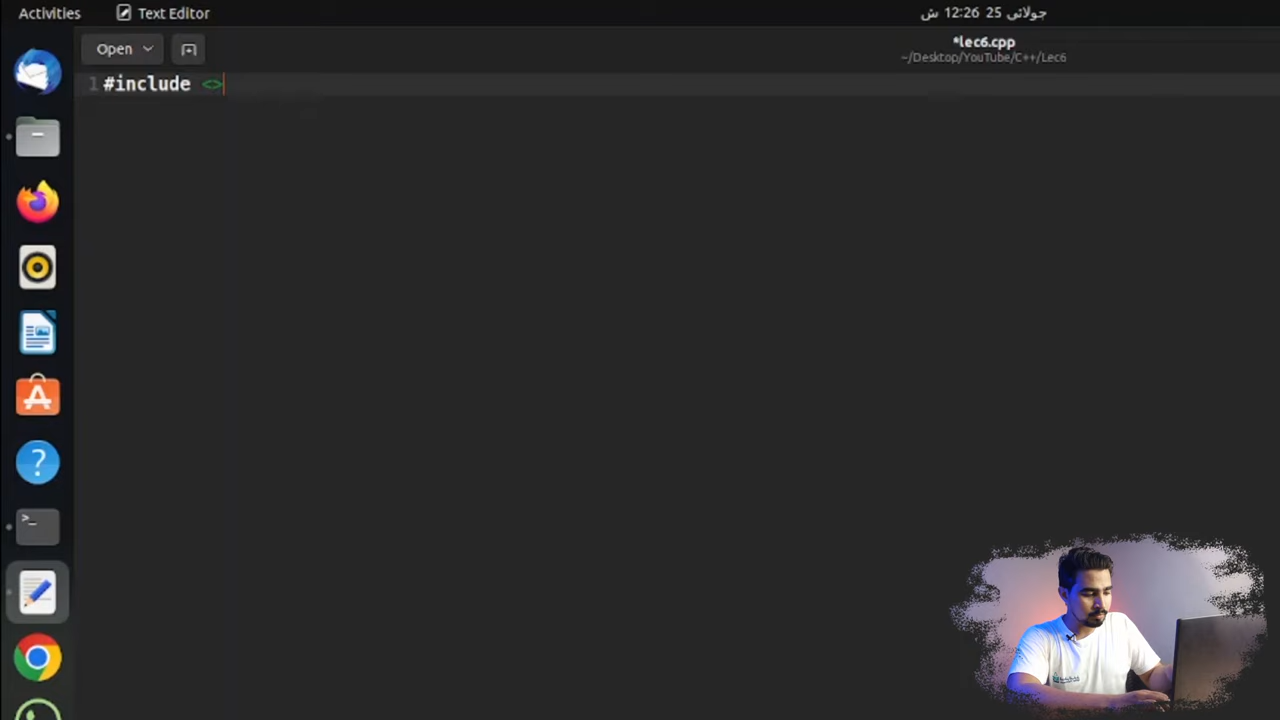 Activities
Text Editor
جولائی 25 12:26 ش
Open
*lec6.cpp
~/Desktop/YouTube/C++/Lec6
1 #include <>